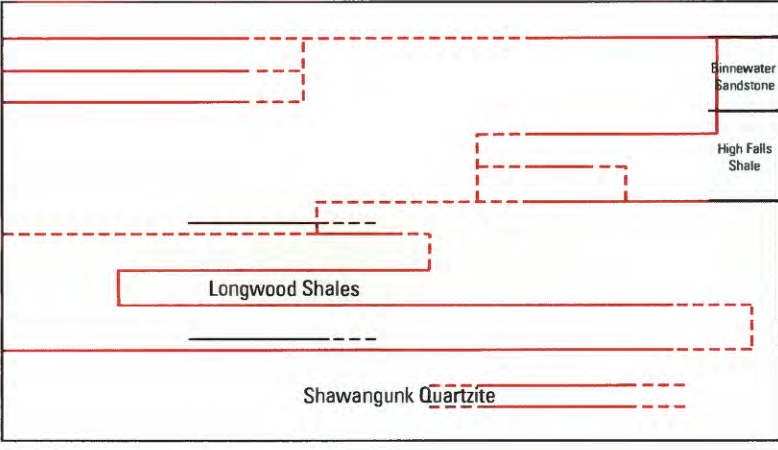 Binnewater
Sandstone
High Falls
Shale
Longwood Shales
Shawangunk Quartzite